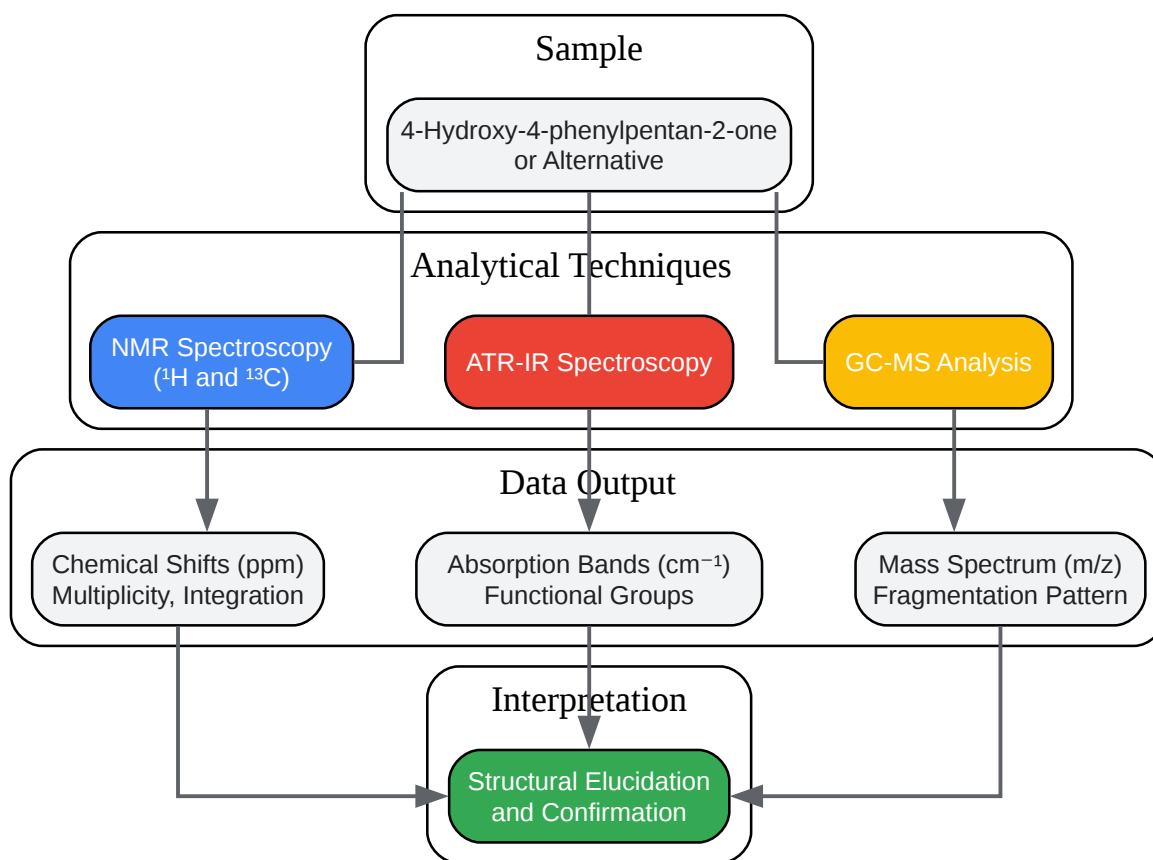 Sample
4-Hydroxy-4-phenylpentan-2-one
or Alternative
Analytical Techniques
NMR Spectroscopy
(¹H and ¹³C)
ATR-IR Spectroscopy
GC-MS Analysis
Data Output
Chemical Shifts (ppm)
Multiplicity, Integration
Absorption Bands (cm⁻¹)
Functional Groups
Mass Spectrum (m/z)
Fragmentation Pattern
Interpretation
Structural Elucidation
and Confirmation